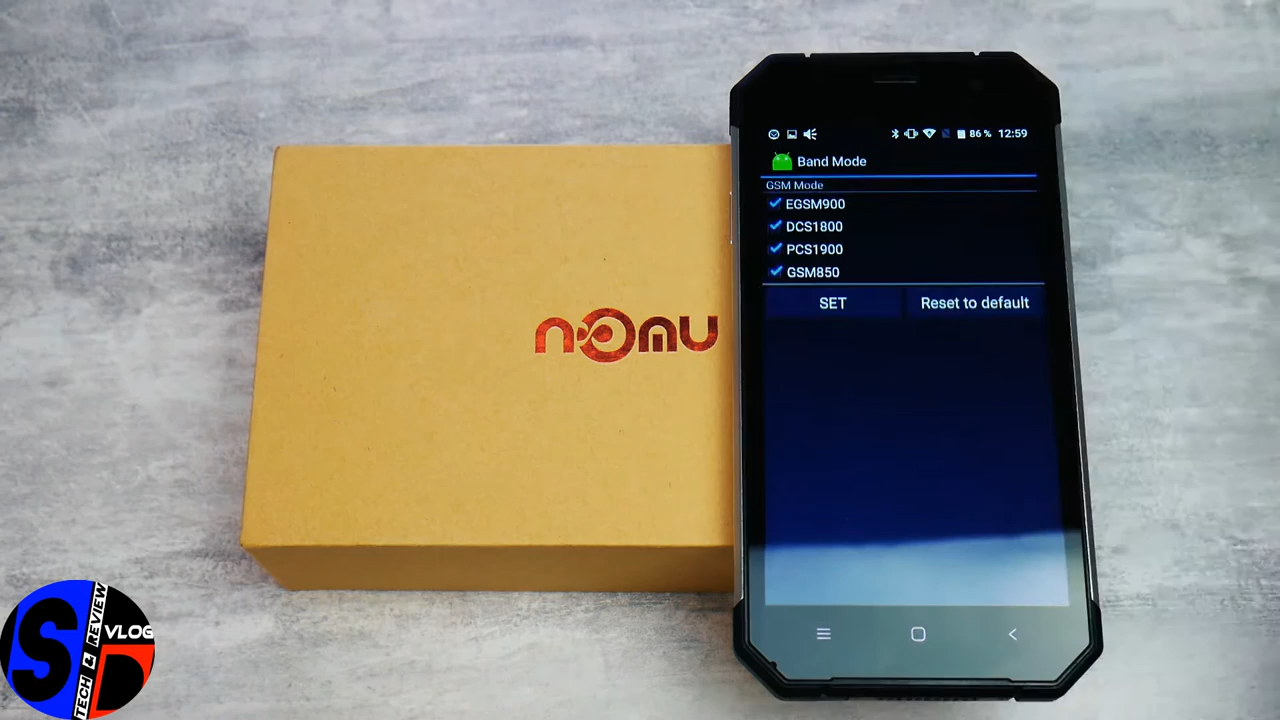 nomu
86 % 12:59
Band Mode
GSM Mode
EGSM900
DCS1800
PCS1900
GSM850
SET Reset to default
SD
TECH & REVIEW
VLOG